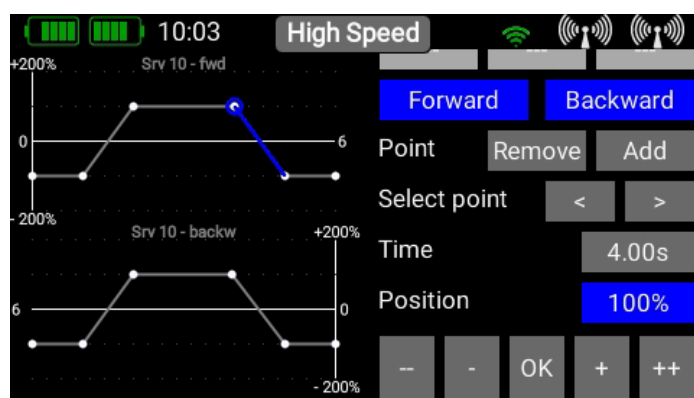 10:03 High Speed
+200%
Srv 10 - fwd
0
6
- 200%
Srv 10 - backw
+200%
6
0
- 200%
Forward Backward
Point Remove Add
Select point < >
Time 4.00s
Position 100%
-- - OK + ++